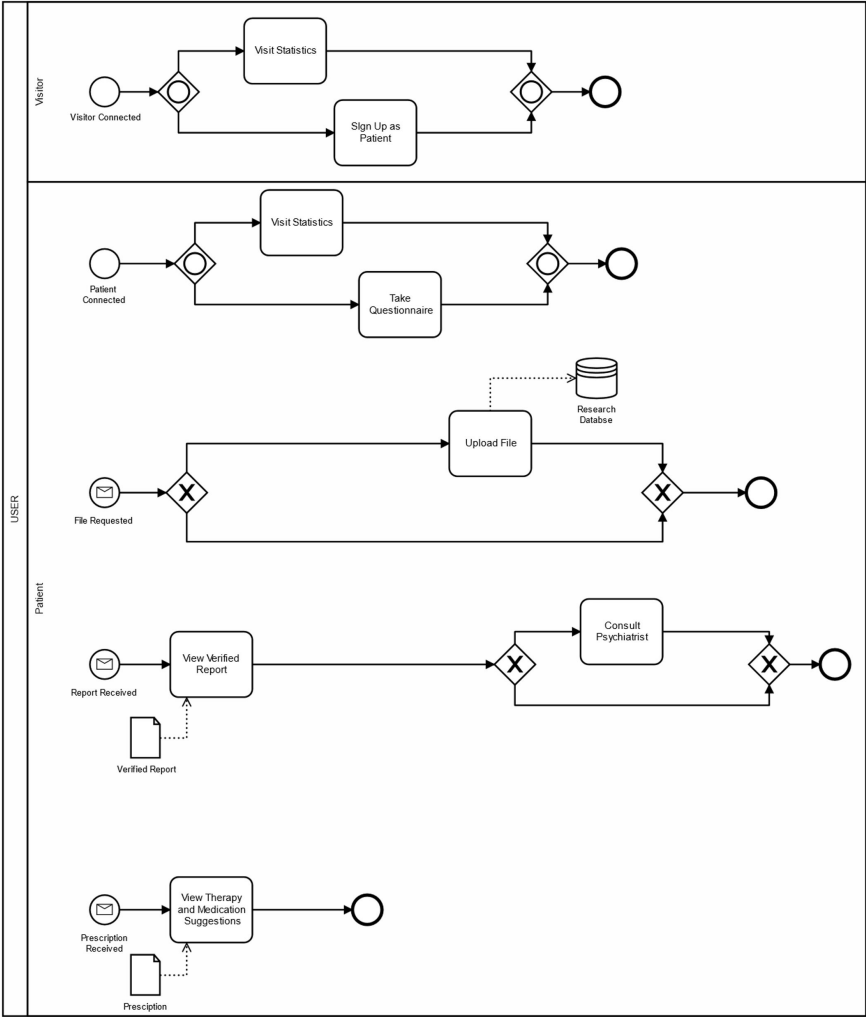 USER
Visitor
Visit Statistics
Visitor Connected
SIgn Up as
Patient
Patient
Visit Statistics
Patient
Connected
Take
Questionnaire
Research
Databse
Upload File
File Requested
Consult
Psychiatrist
View Verified
Report
Report Received
Verified Report
View Therapy
and Medication
Suggestions
Prescription
Received
Presciption